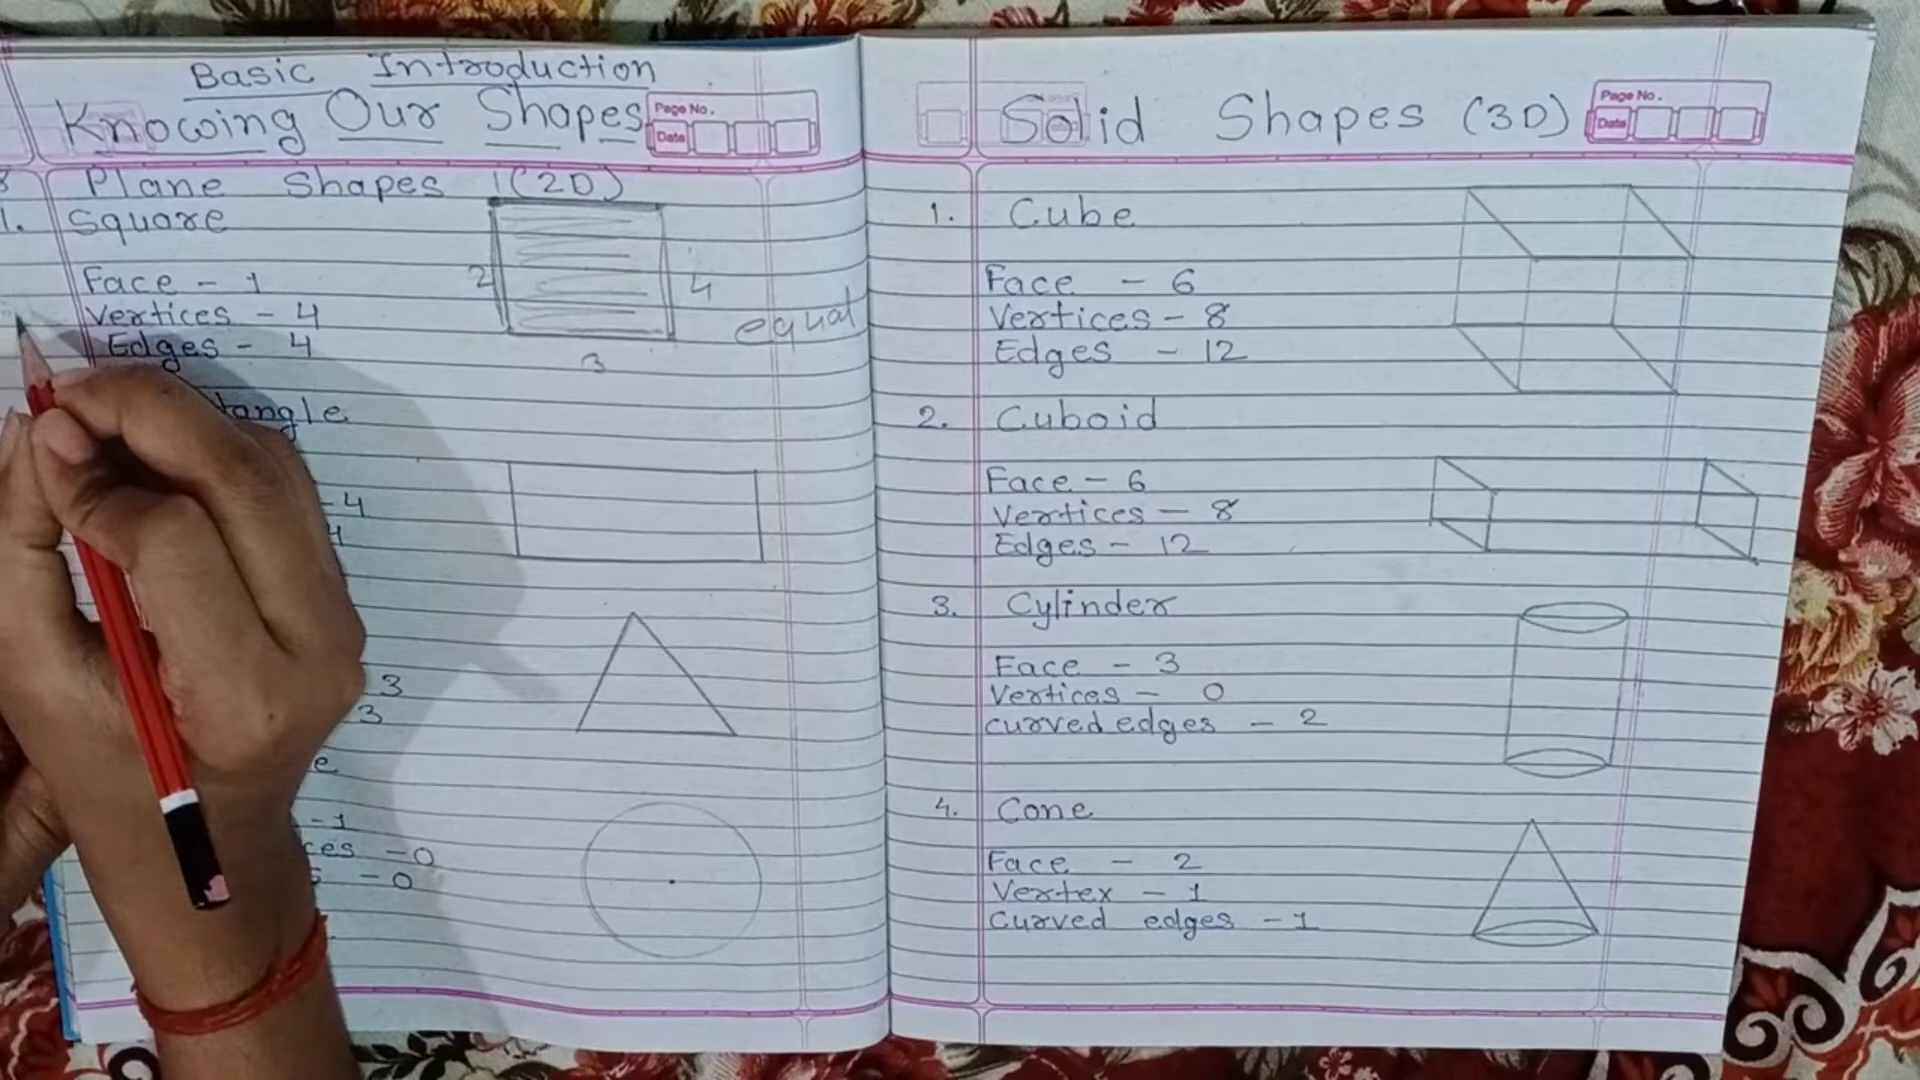 Basic Introduction
Knowing Our Shapes
Page No.
Date
Plane Shapes (2D)
1. Square
Face - 1
Vertices - 4
Edges - 4
2
4
3
equal
tangle
-4
4
3
3
e
-1
ces -0
s -0
Solid Shapes (3D)
Page No.
Date
1. Cube
Face - 6
Vertices - 8
Edges - 12
2. Cuboid
Face - 6
Vertices - 8
Edges - 12
3. Cylinder
Face - 3
Vertices - 0
curved edges - 2
4. Cone
Face - 2
Vertex - 1
Curved edges - 1